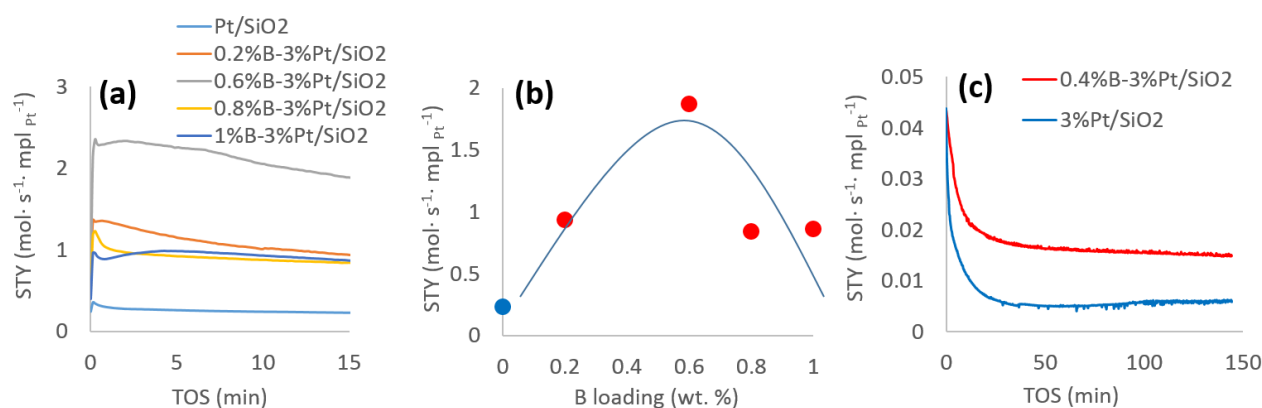 Pt/SiO2
0.2%B-3%Pt/SiO2
0.6%B-3%Pt/SiO2
0.8%B-3%Pt/SiO2
1%B-3%Pt/SiO2
(a)
3
2
1
0
STY (mol· s⁻¹· mpl Pt⁻¹)
0 5 10 15
TOS (min)
(b)
2
1.5
1
0.5
0
STY (mol· s⁻¹· mpl Pt⁻¹)
0 0.2 0.4 0.6 0.8 1
B loading (wt. %)
(c)
0.4%B-3%Pt/SiO2
3%Pt/SiO2
0.05
0.04
0.03
0.02
0.01
0
STY (mol· s⁻¹· mpl Pt⁻¹)
0 50 100 150
TOS (min)